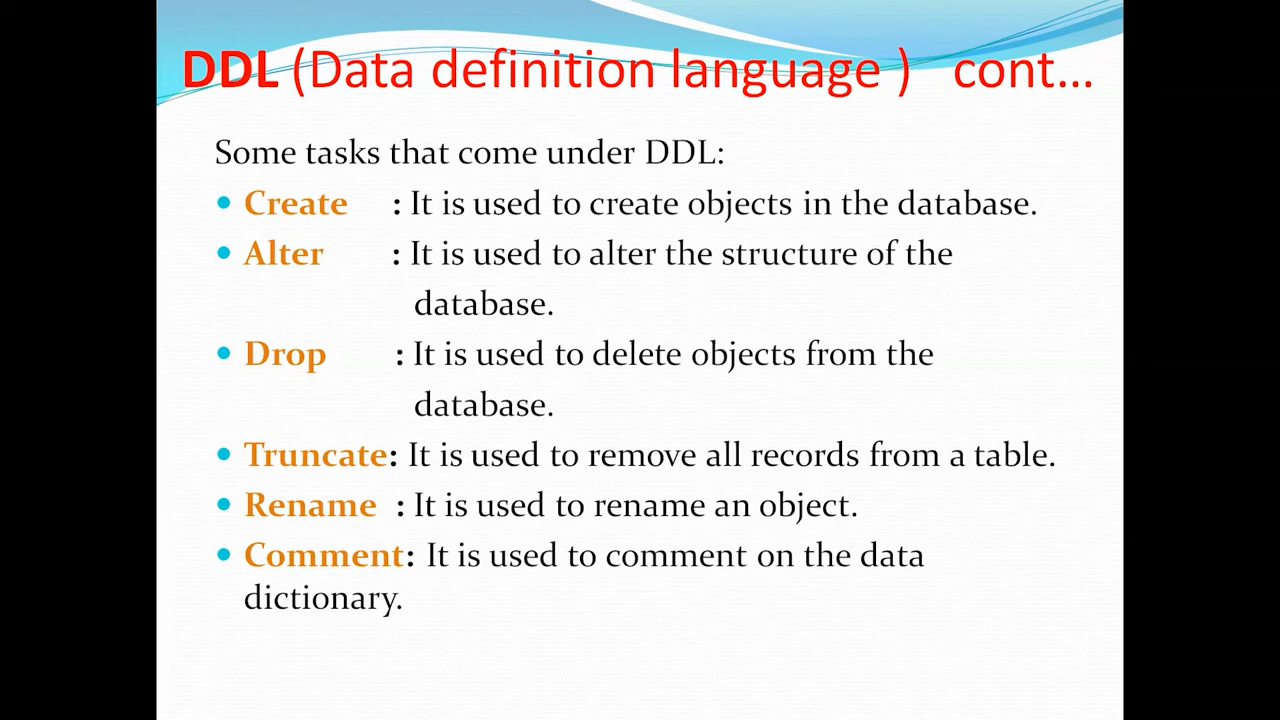 DDL (Data definition language ) cont...
Some tasks that come under DDL:
• Create : It is used to create objects in the database.
• Alter : It is used to alter the structure of the
database.
• Drop : It is used to delete objects from the
database.
• Truncate: It is used to remove all records from a table.
• Rename : It is used to rename an object.
• Comment: It is used to comment on the data
dictionary.